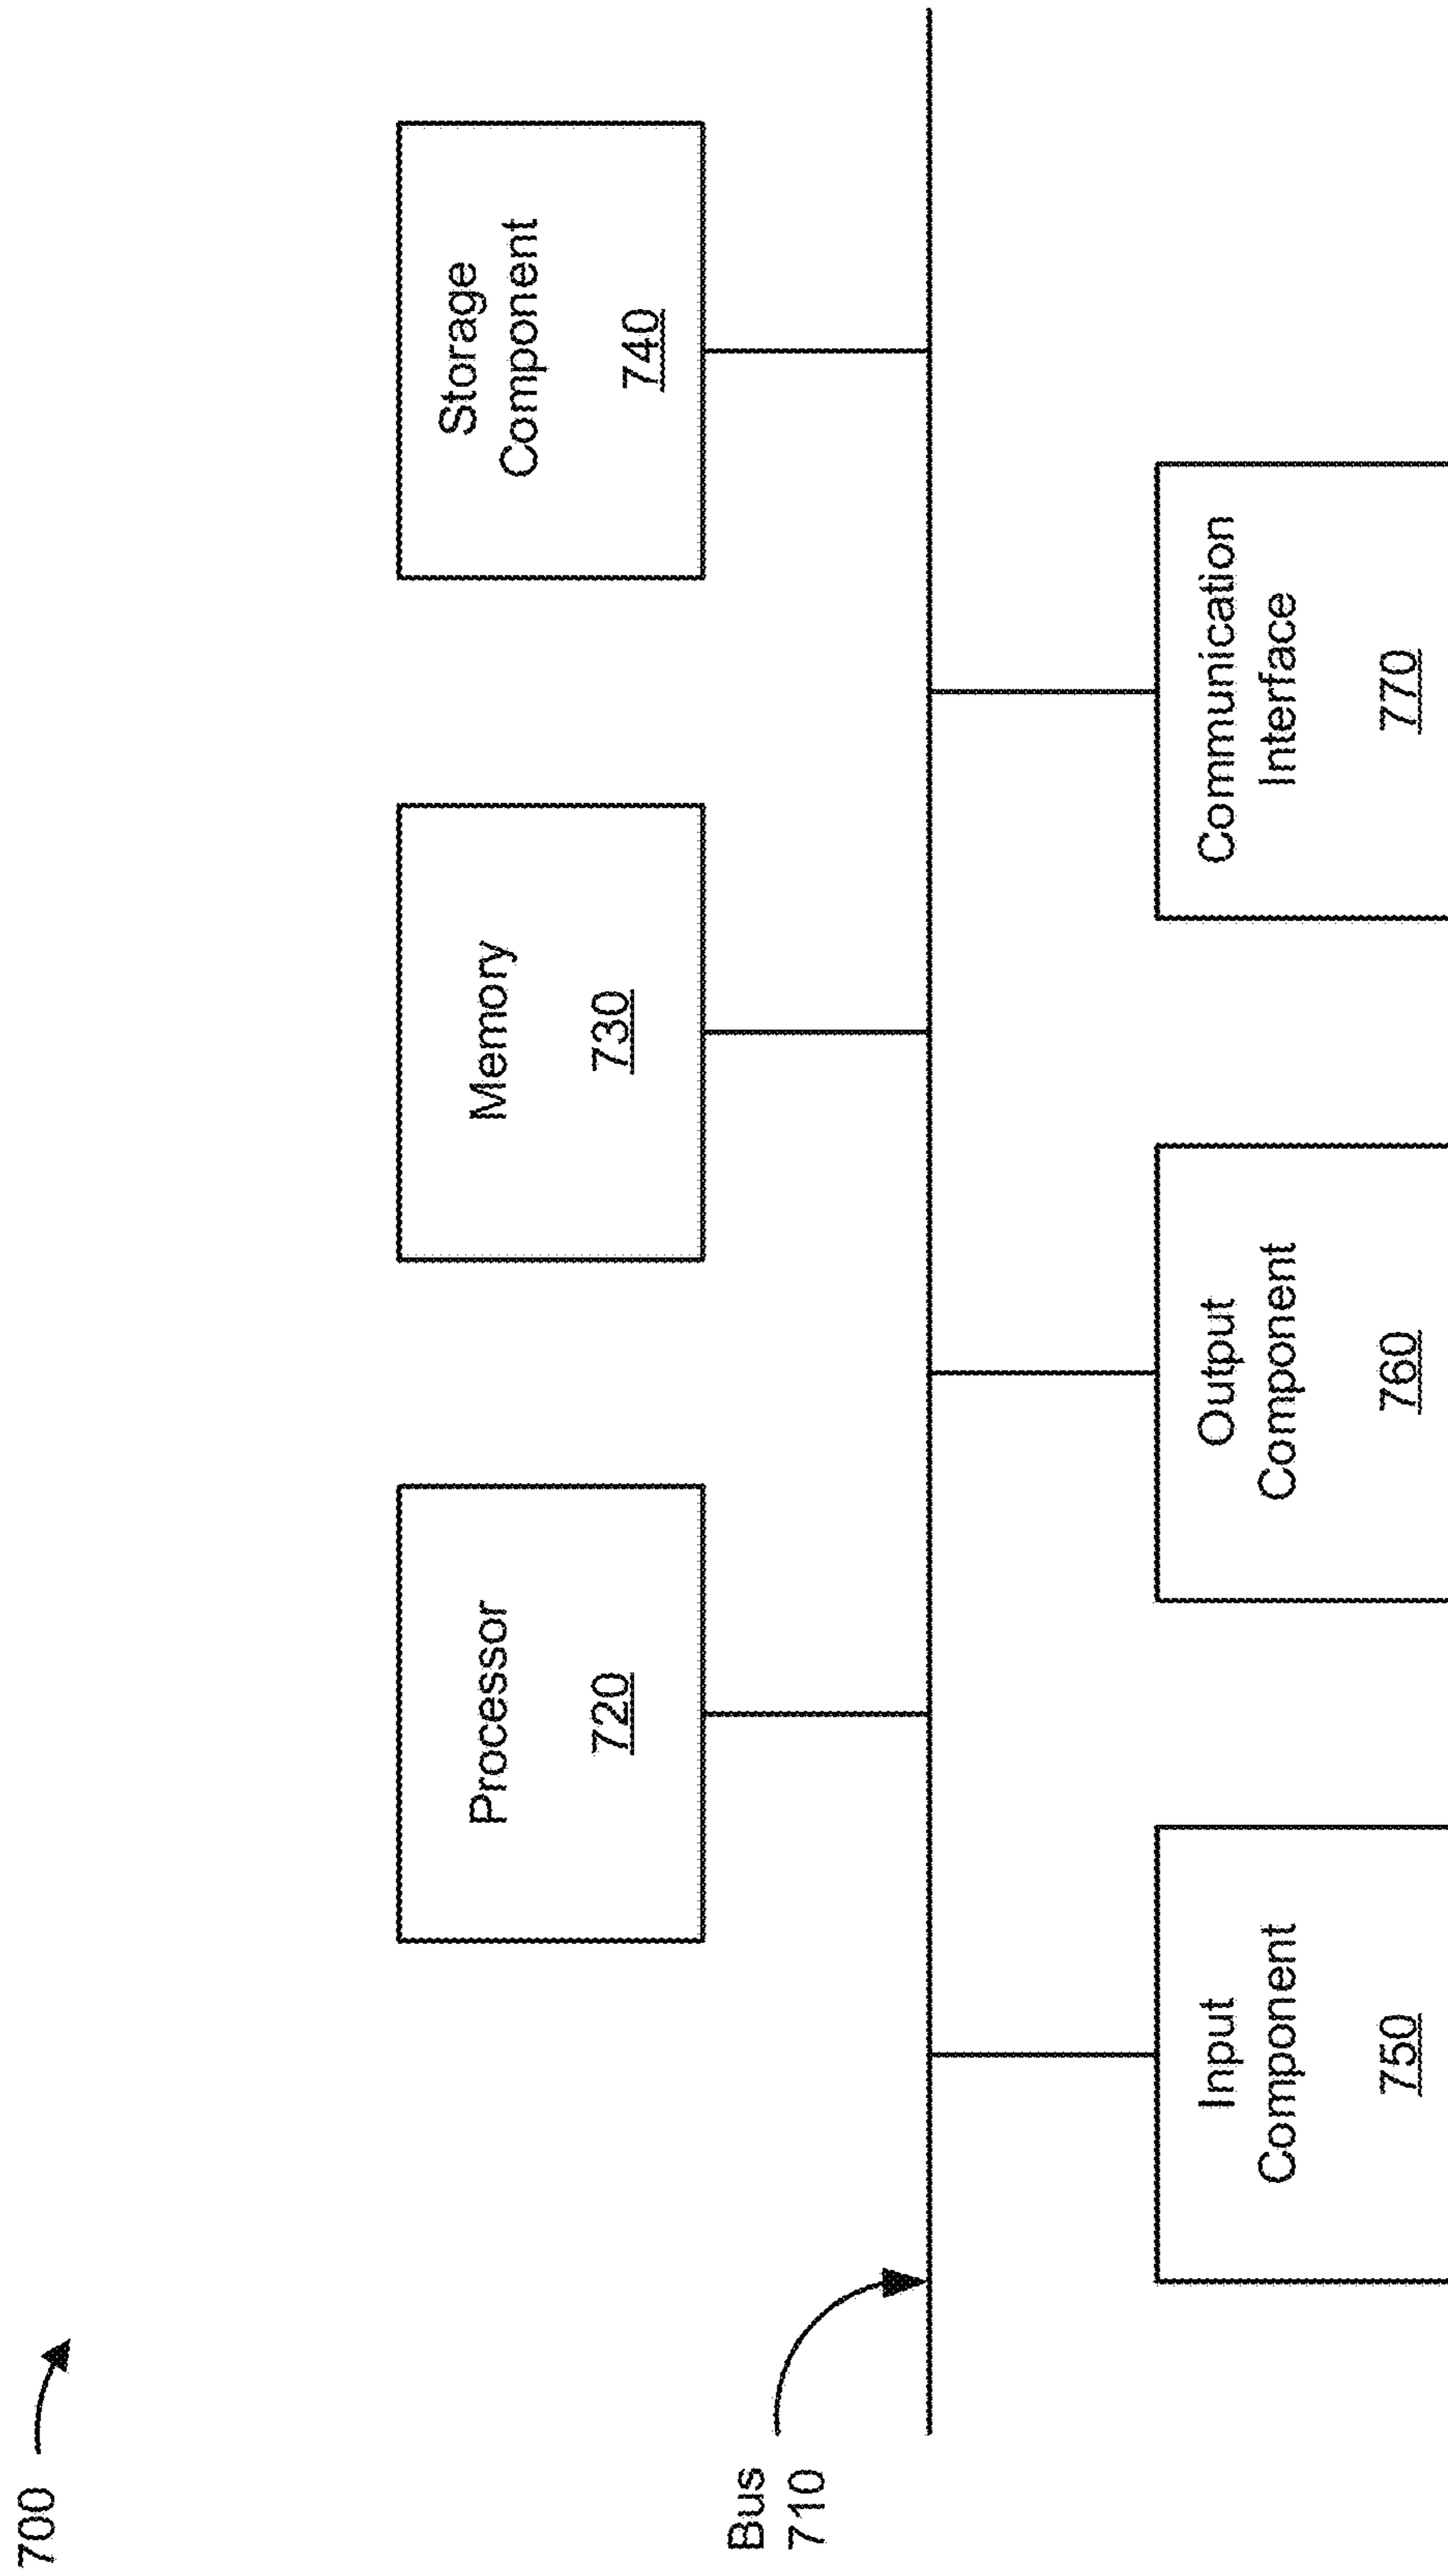 700
Processor
720
Memory
730
Storage
Component
740
Bus
710
Input
Component
750
Output
Component
760
Communication
Interface
770